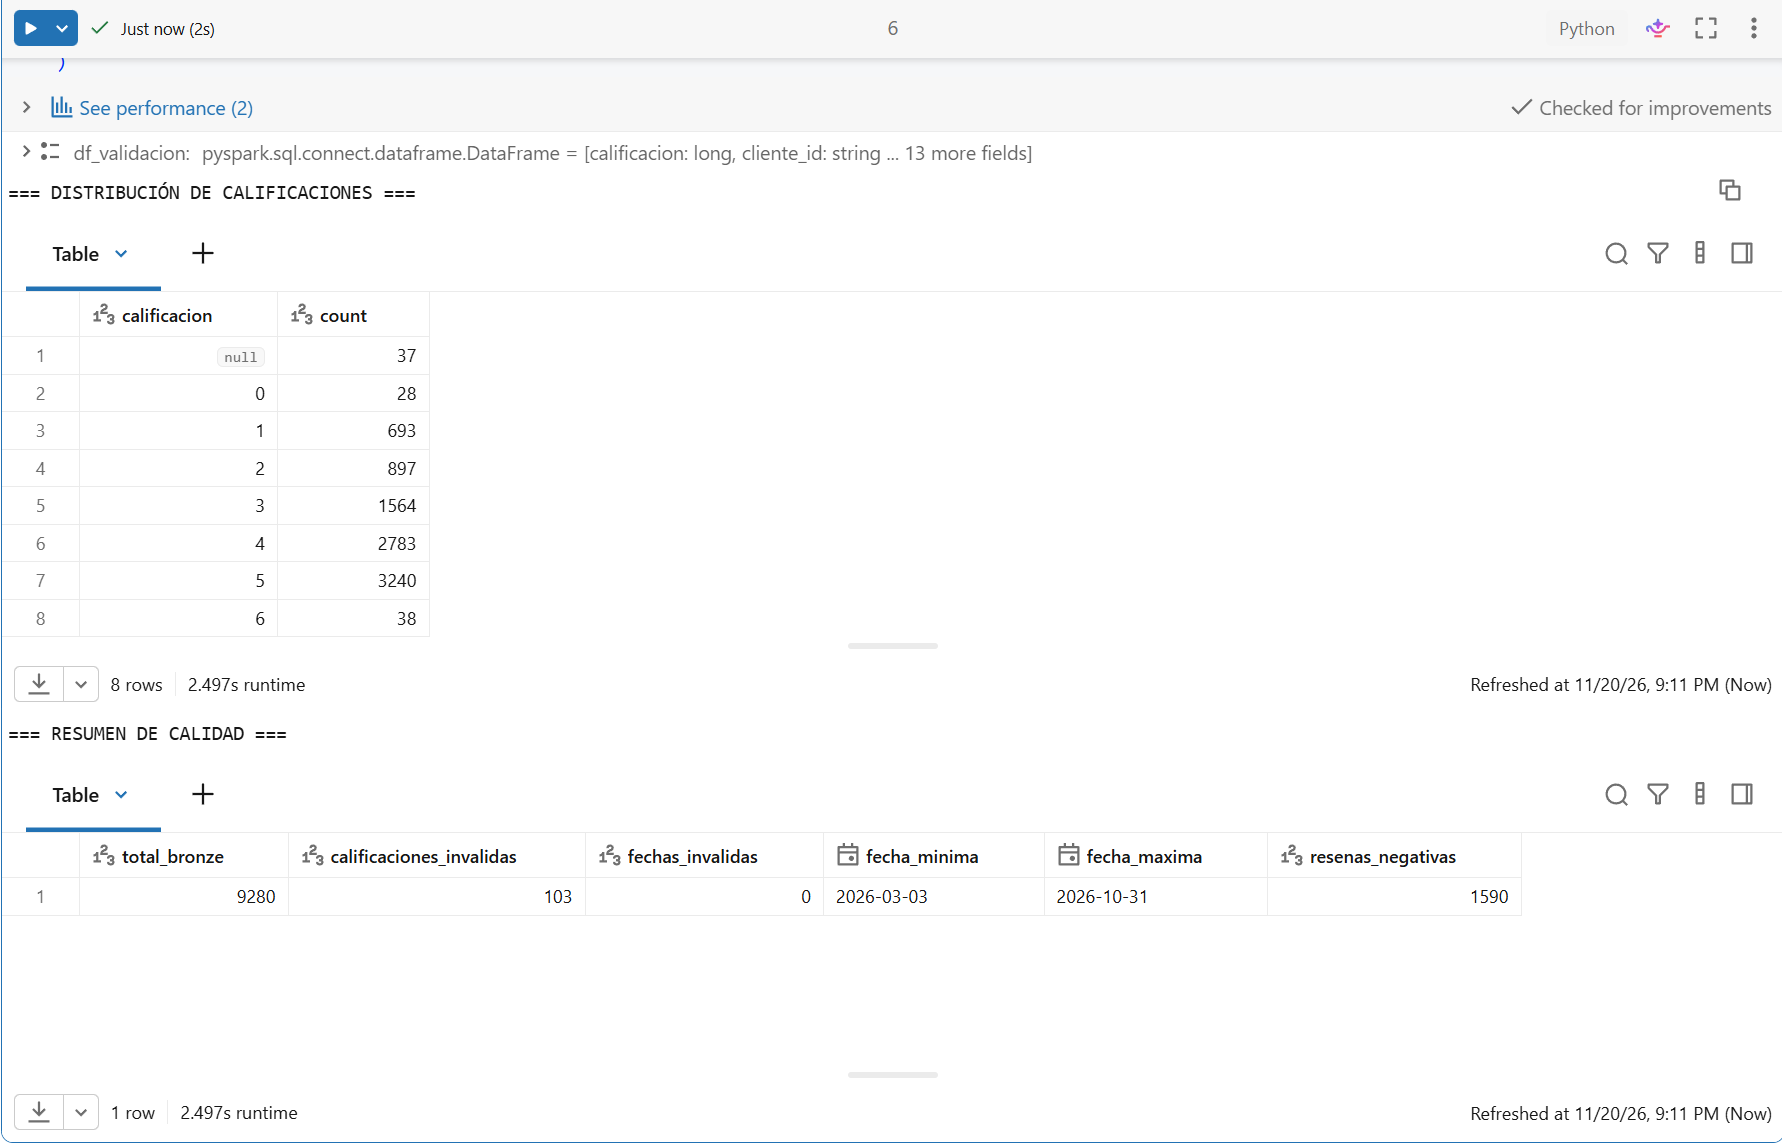 Just now (2s)
6
Python
)
See performance (2)
Checked for improvements
df_validacion: pyspark.sql.connect.dataframe.DataFrame = [calificacion: long, cliente_id: string ... 13 more fields]
=== DISTRIBUCIÓN DE CALIFICACIONES ===
Table
calificacion count
1 null 37
2 0 28
3 1 693
4 2 897
5 3 1564
6 4 2783
7 5 3240
8 6 38
8 rows 2.497s runtime
Refreshed at 11/20/26, 9:11 PM (Now)
=== RESUMEN DE CALIDAD ===
Table
total_bronze calificaciones_invalidas fechas_invalidas fecha_minima fecha_maxima resenas_negativas
1 9280 103 0 2026-03-03 2026-10-31 1590
1 row 2.497s runtime
Refreshed at 11/20/26, 9:11 PM (Now)